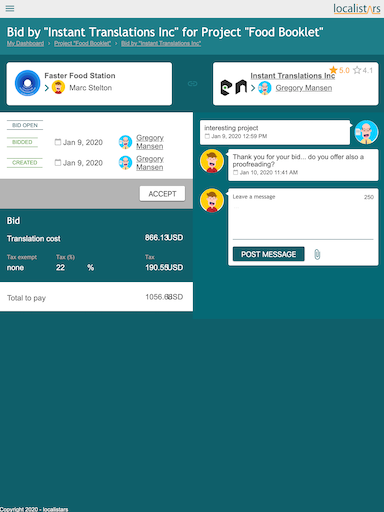 localistars
Bid by "Instant Translations Inc" for Project "Food Booklet"
My Dashboard › Project "Food Booklet" › Bid by "Instant Translations Inc"
Faster Food Station
Marc Stelton
5.0 4.1
Instant Translations Inc
Gregory Mansen
BID OPEN
BIDDED Jan 9, 2020 Gregory
Mansen
CREATED Jan 9, 2020 Gregory
Mansen
ACCEPT
interesting project
Jan 9, 2020 12:59 PM
Thank you for your bid... do you offer also a
proofreading?
Jan 10, 2020 11:41 AM
Leave a message 250
POST MESSAGE
Bid
Translation cost 866.13USD
Tax exempt Tax (%) Tax
none 22 % 190.55USD
Total to pay 1056.68USD
Copyright 2020 - localistars